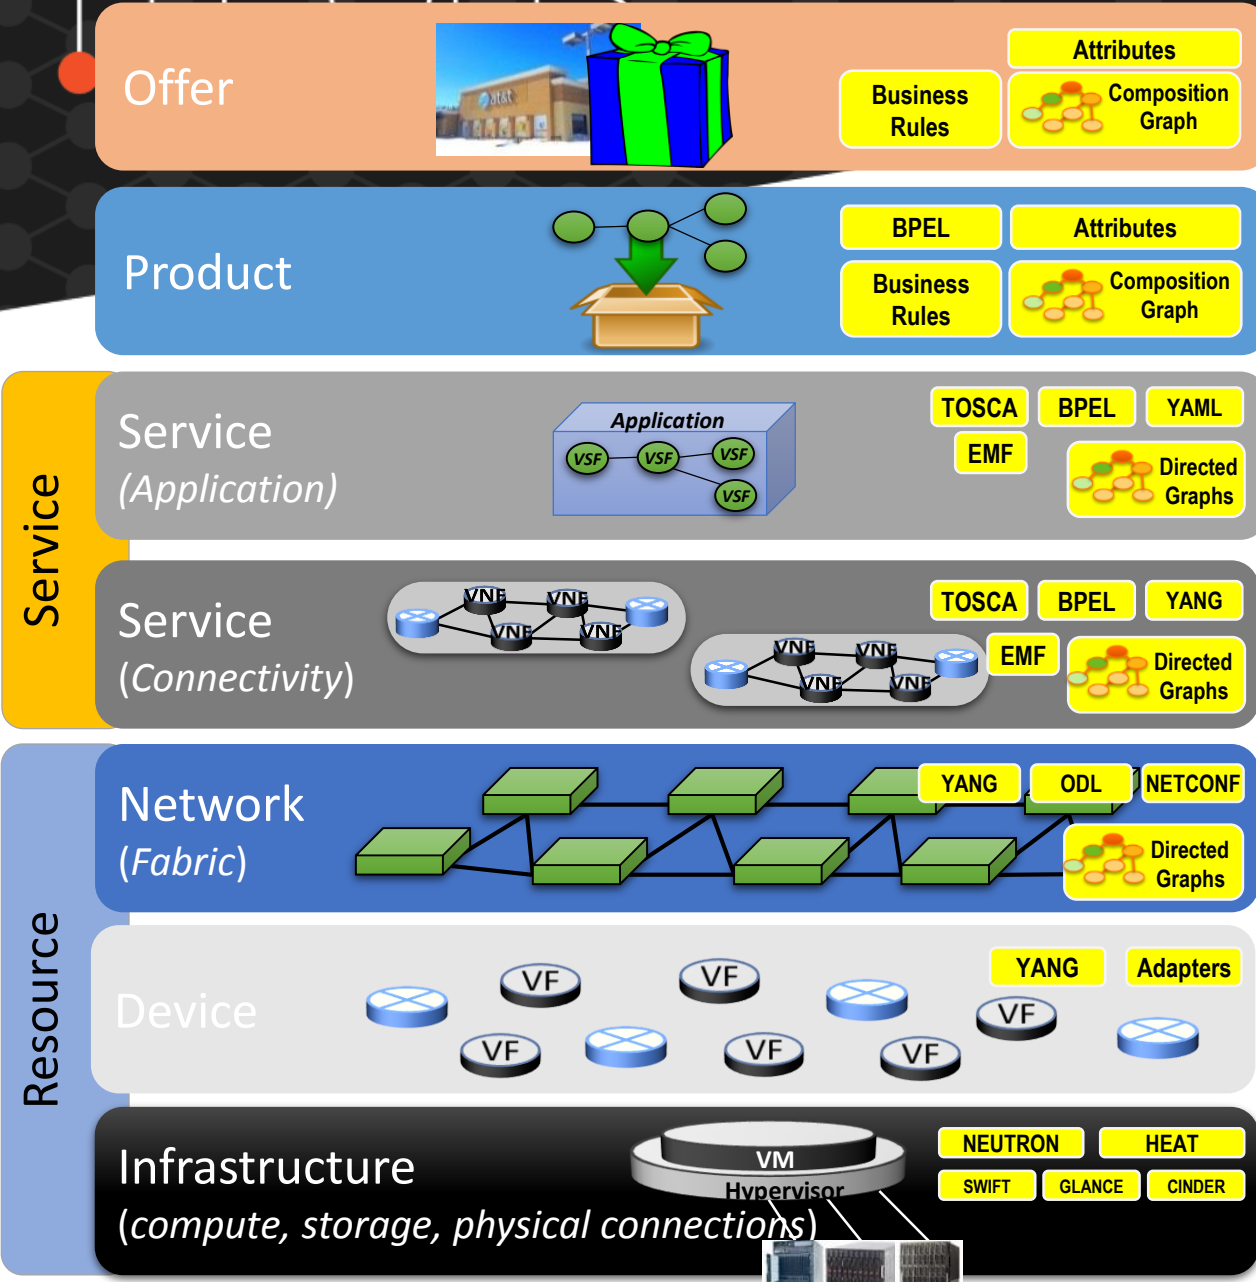 Offer
at&t
Attributes
Business
Rules
Composition
Graph
Product
BPEL
Attributes
Business
Rules
Composition
Graph
Service
Service
(Application)
Application
VSF
VSF
VSF
VSF
TOSCA
BPEL
YAML
EMF
Directed
Graphs
Service
(Connectivity)
VNF
VNF
VNF
VNF
VNF
VNF
VNF
VNF
TOSCA
BPEL
YANG
EMF
Directed
Graphs
Resource
Network
(Fabric)
YANG
ODL
NETCONF
Directed
Graphs
Device
VF
VF
VF
VF
VF
VF
YANG
Adapters
Infrastructure
(compute, storage, physical connections)
VM
Hypervisor
NEUTRON
HEAT
SWIFT
GLANCE
CINDER